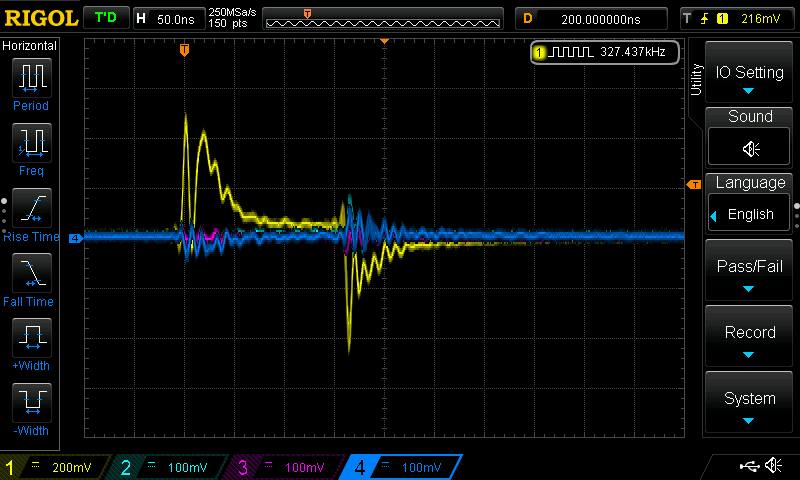 RIGOL T'D H 50.0ns 250MSa/s 150 pts D 200.000000ns T 1 216mV
Horizontal
1 327.437kHz
Utility
IO Setting
Period
Sound
Freq
Language
English
Rise Time
4
T
Pass/Fail
Fall Time
Record
+Width
System
-Width
1 200mV 2 100mV 3 100mV 4 100mV